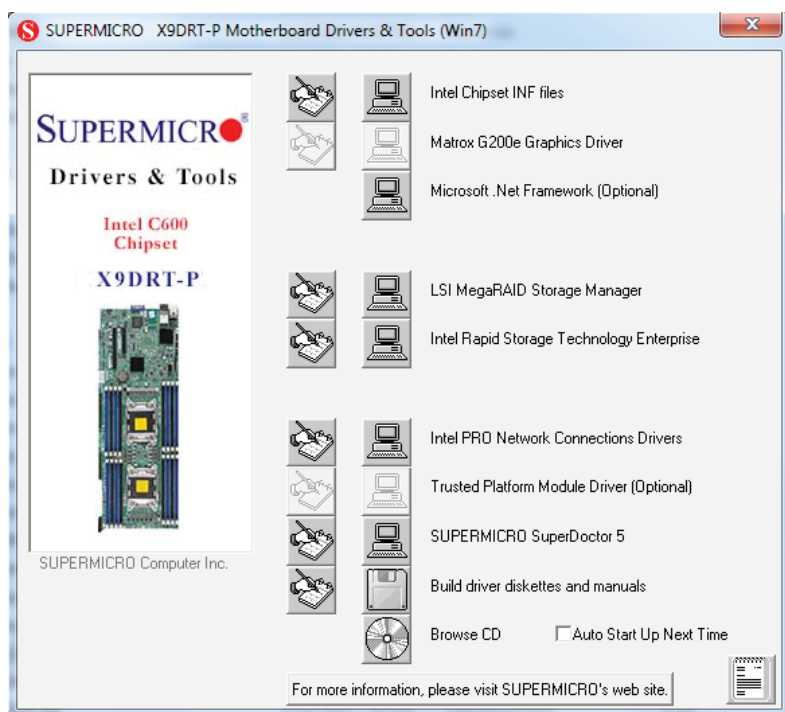 SUPERMICRO X9DRT-P Motherboard Drivers & Tools (Win7)
SUPERMICRO®
Drivers & Tools
Intel C600
Chipset
X9DRT-P
SUPERMICRO Computer Inc.
Intel Chipset INF files
Matrox G200e Graphics Driver
Microsoft .Net Framework (Optional)
LSI MegaRAID Storage Manager
Intel Rapid Storage Technology Enterprise
Intel PRO Network Connections Drivers
Trusted Platform Module Driver (Optional)
SUPERMICRO SuperDoctor 5
Build driver diskettes and manuals
Browse CD
Auto Start Up Next Time
For more information, please visit SUPERMICRO's web site.